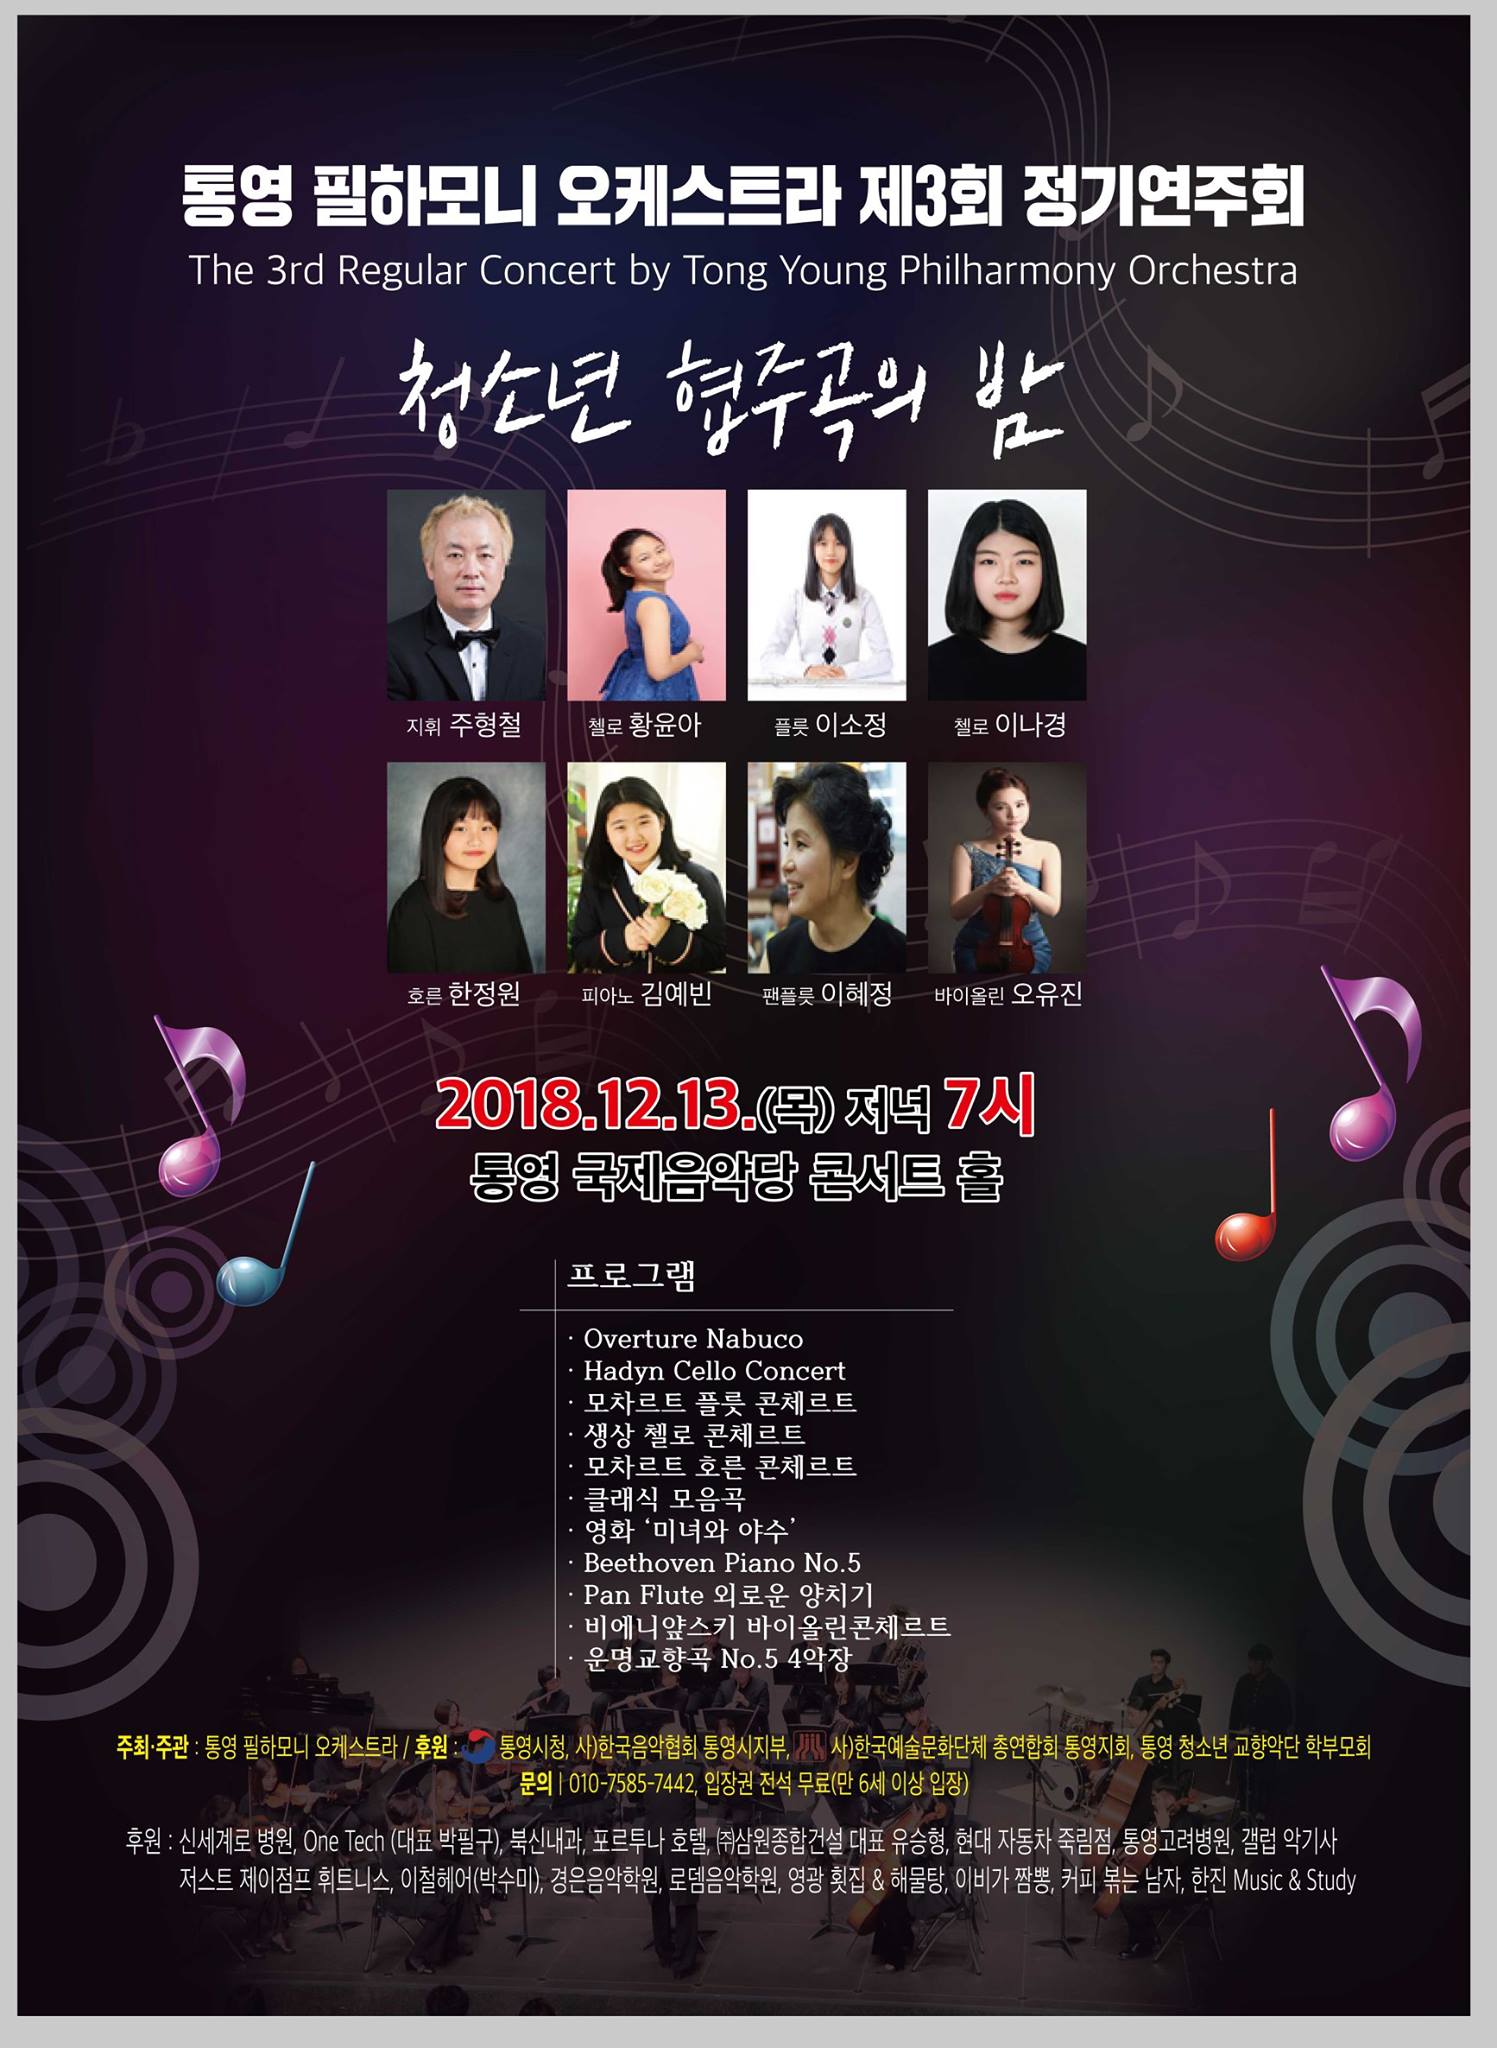 통영 필하모니 오케스트라 제3회 정기연주회
The 3rd Regular Concert by Tong Young Philharmony Orchestra
청소년 협주곡의 밤
지휘 주형철
첼로 황윤아
플릇 이소정
첼로 이나경
호른 한정원
피아노 김예빈
팬플릇 이혜정
바이올린 오유진
2018.12.13.(목) 저녁 7시
통영 국제음악당 콘서트 홀
프로그램
· Overture Nabuco
· Hadyn Cello Concert
· 모차르트 플릇 콘체르트
· 생상 첼로 콘체르트
· 모차르트 호른 콘체르트
· 클래식 모음곡
· 영화 ‘미녀와 야수’
· Beethoven Piano No.5
· Pan Flute 외로운 양치기
· 비에니얖스키 바이올린콘체르트
· 운명교향곡 No.5 4악장
주최·주관 : 통영 필하모니 오케스트라 / 후원 : 통영시청, 사)한국음악협회 통영시지부, 사)한국예술문화단체 총연합회 통영지회, 통영 청소년 교향악단 학부모회
문의 | 010-7585-7442, 입장권 전석 무료(만 6세 이상 입장)
후원 : 신세계로 병원, One Tech (대표 박필구), 북신내과, 포르투나 호텔, ㈜삼원종합건설 대표 유승형, 현대 자동차 죽림점, 통영고려병원, 갤럽 악기사
저스트 제이점프 휘트니스, 이철헤어(박수미), 경은음악학원, 로뎀음악학원, 영광 횟집 & 해물탕, 이비가 짬뽕, 커피 볶는 남자, 한진 Music & Study